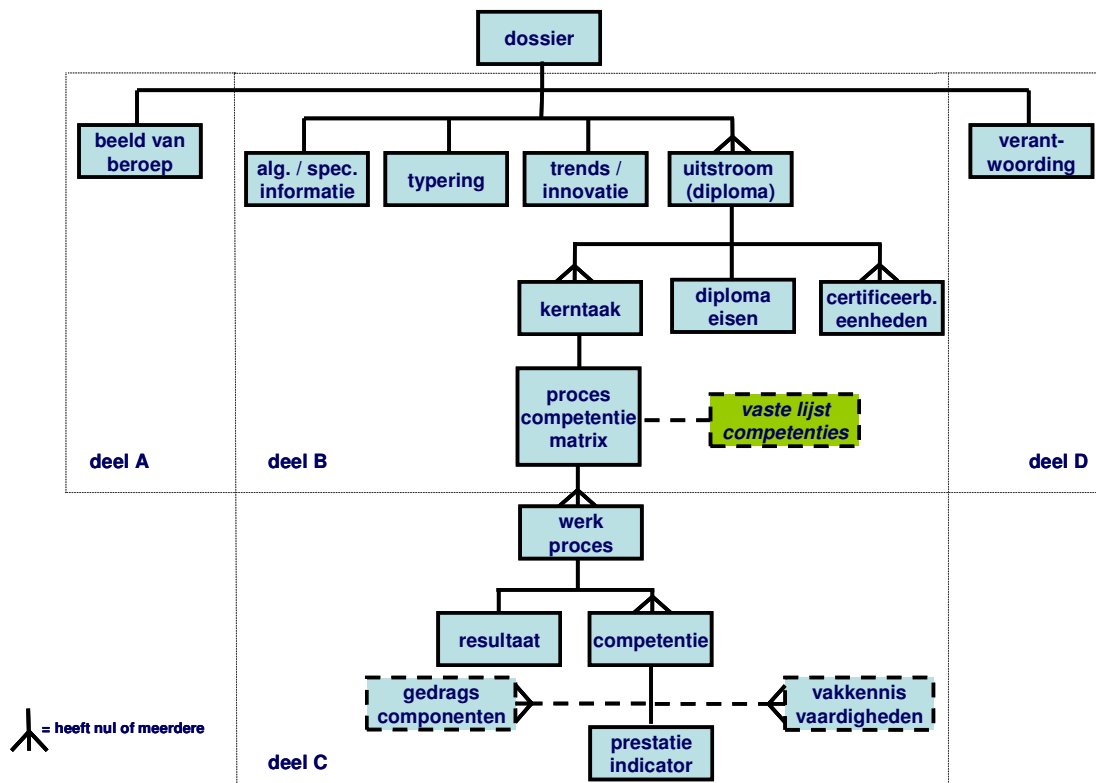 dossier
beeld van
beroep
alg. / spec.
informatie
typering
trends /
innovatie
uitstroom
(diploma)
verant-
woording
kerntaak
diploma
eisen
certificeerb.
eenheden
proces
competentie
matrix
vaste lijst
competenties
deel A
deel B
deel D
werk
proces
resultaat
competentie
gedrags
componenten
vakkennis
vaardigheden
= heeft nul of meerdere
prestatie
indicator
deel C